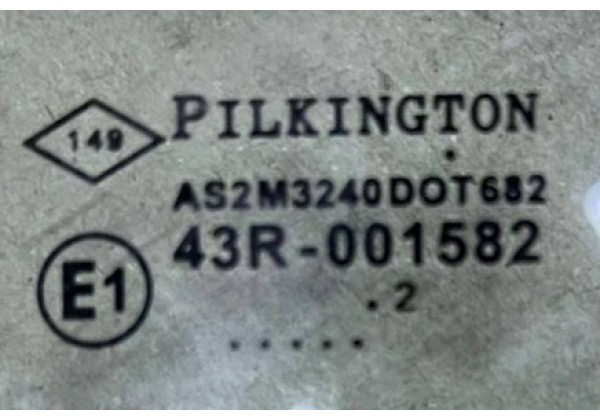 149
PILKINGTON
AS2M3240DOT682
43R-001582
E1
.2
.....